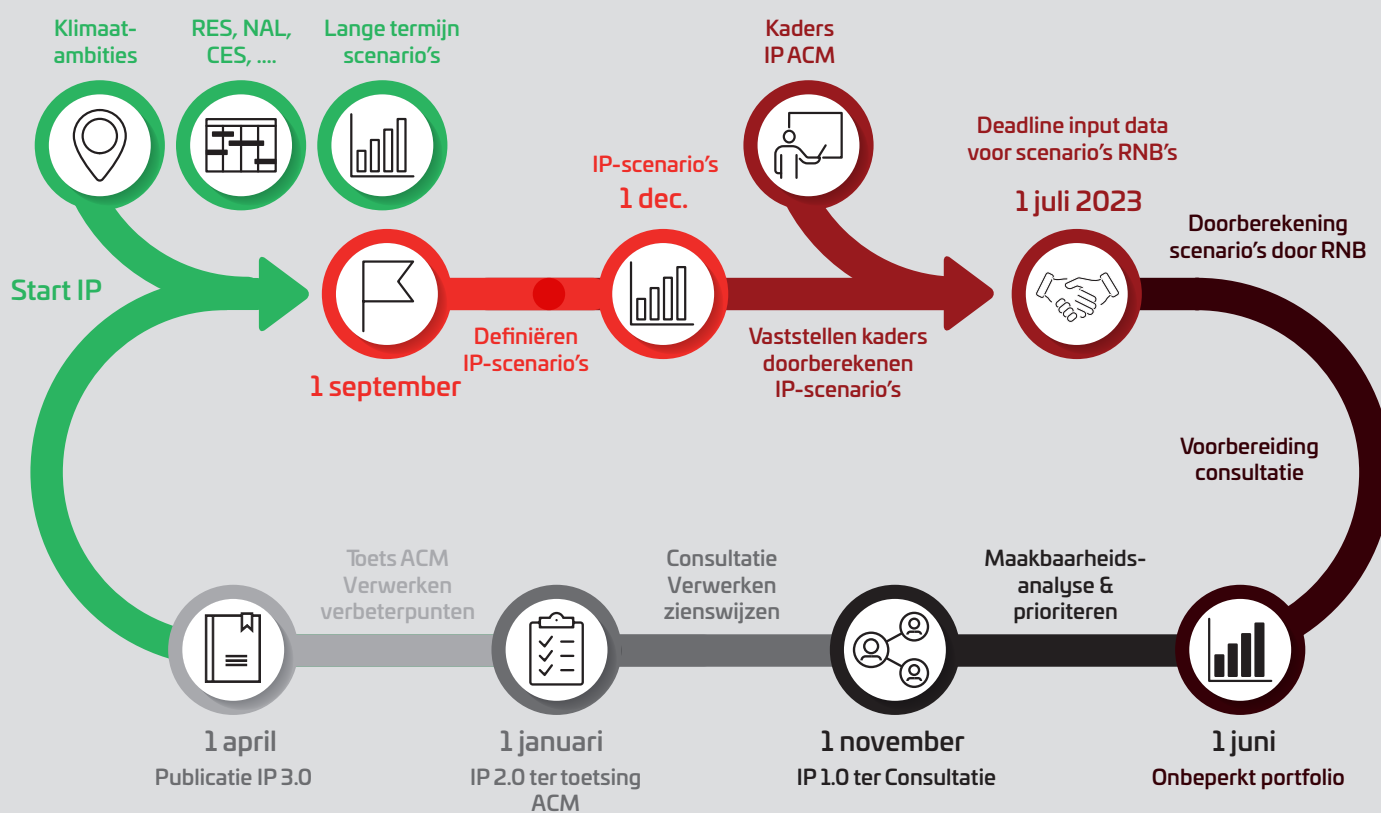 Klimaat-
ambities
RES, NAL,
CES, ....
Lange termijn
scenario's
Kaders
IP ACM
Deadline input data
voor scenario's RNB's
1 juli 2023
IP-scenario's
1 dec.
Doorberekening
scenario's door RNB
Start IP
Definiëren
IP-scenario's
1 september
Vaststellen kaders
doorberekenen
IP-scenario's
Voorbereiding
consultatie
Toets ACM
Verwerken
verbeterpunten
Consultatie
Verwerken
zienswijzen
Maakbaarheids-
analyse &
prioriteren
1 april
Publicatie IP 3.0
1 januari
IP 2.0 ter toetsing
ACM
1 november
IP 1.0 ter Consultatie
1 juni
Onbeperkt portfolio